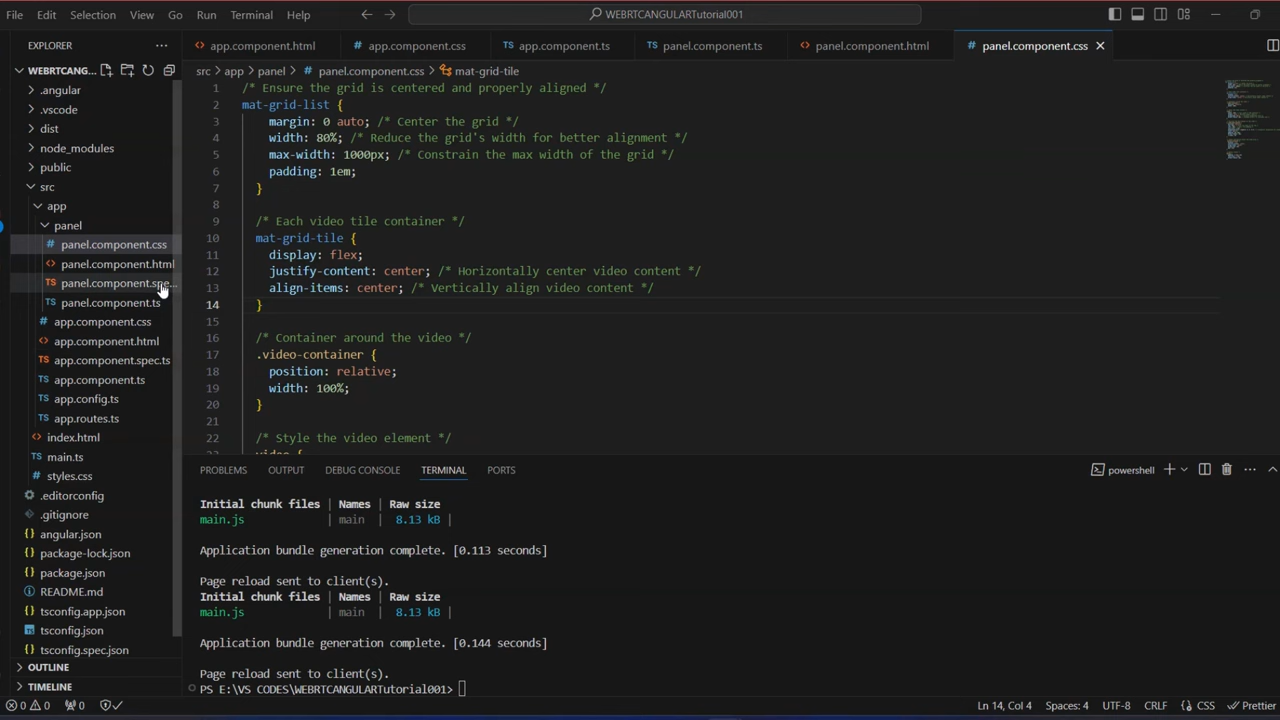 File Edit Selection View Go Run Terminal Help WEBRTCANGULARTutorial001
EXPLORER
WEBRTCANG...
.angular
.vscode
dist
node_modules
public
src
app
panel
panel.component.css
panel.component.html
panel.component.spe...
panel.component.ts
app.component.css
app.component.html
app.component.spec.ts
app.component.ts
app.config.ts
app.routes.ts
index.html
main.ts
styles.css
.editorconfig
.gitignore
angular.json
package-lock.json
package.json
README.md
tsconfig.app.json
tsconfig.json
tsconfig.spec.json
OUTLINE
TIMELINE
app.component.html app.component.css app.component.ts panel.component.ts panel.component.html panel.component.css
src > app > panel > panel.component.css > mat-grid-tile
1 /* Ensure the grid is centered and properly aligned */
2 mat-grid-list {
3 margin: 0 auto; /* Center the grid */
4 width: 80%; /* Reduce the grid's width for better alignment */
5 max-width: 1000px; /* Constrain the max width of the grid */
6 padding: 1em;
7 }
8
9 /* Each video tile container */
10 mat-grid-tile {
11 display: flex;
12 justify-content: center; /* Horizontally center video content */
13 align-items: center; /* Vertically align video content */
14 }
15
16 /* Container around the video */
17 .video-container {
18 position: relative;
19 width: 100%;
20 }
21
22 /* Style the video element */
PROBLEMS OUTPUT DEBUG CONSOLE TERMINAL PORTS powershell
Initial chunk files | Names | Raw size
main.js | main | 8.13 kB |
Application bundle generation complete. [0.113 seconds]
Page reload sent to client(s).
Initial chunk files | Names | Raw size
main.js | main | 8.13 kB |
Application bundle generation complete. [0.144 seconds]
Page reload sent to client(s).
PS E:\VS CODES\WEBRTCANGULARTutorial001>
0 0 0 Ln 14, Col 4 Spaces: 4 UTF-8 CRLF CSS Prettier